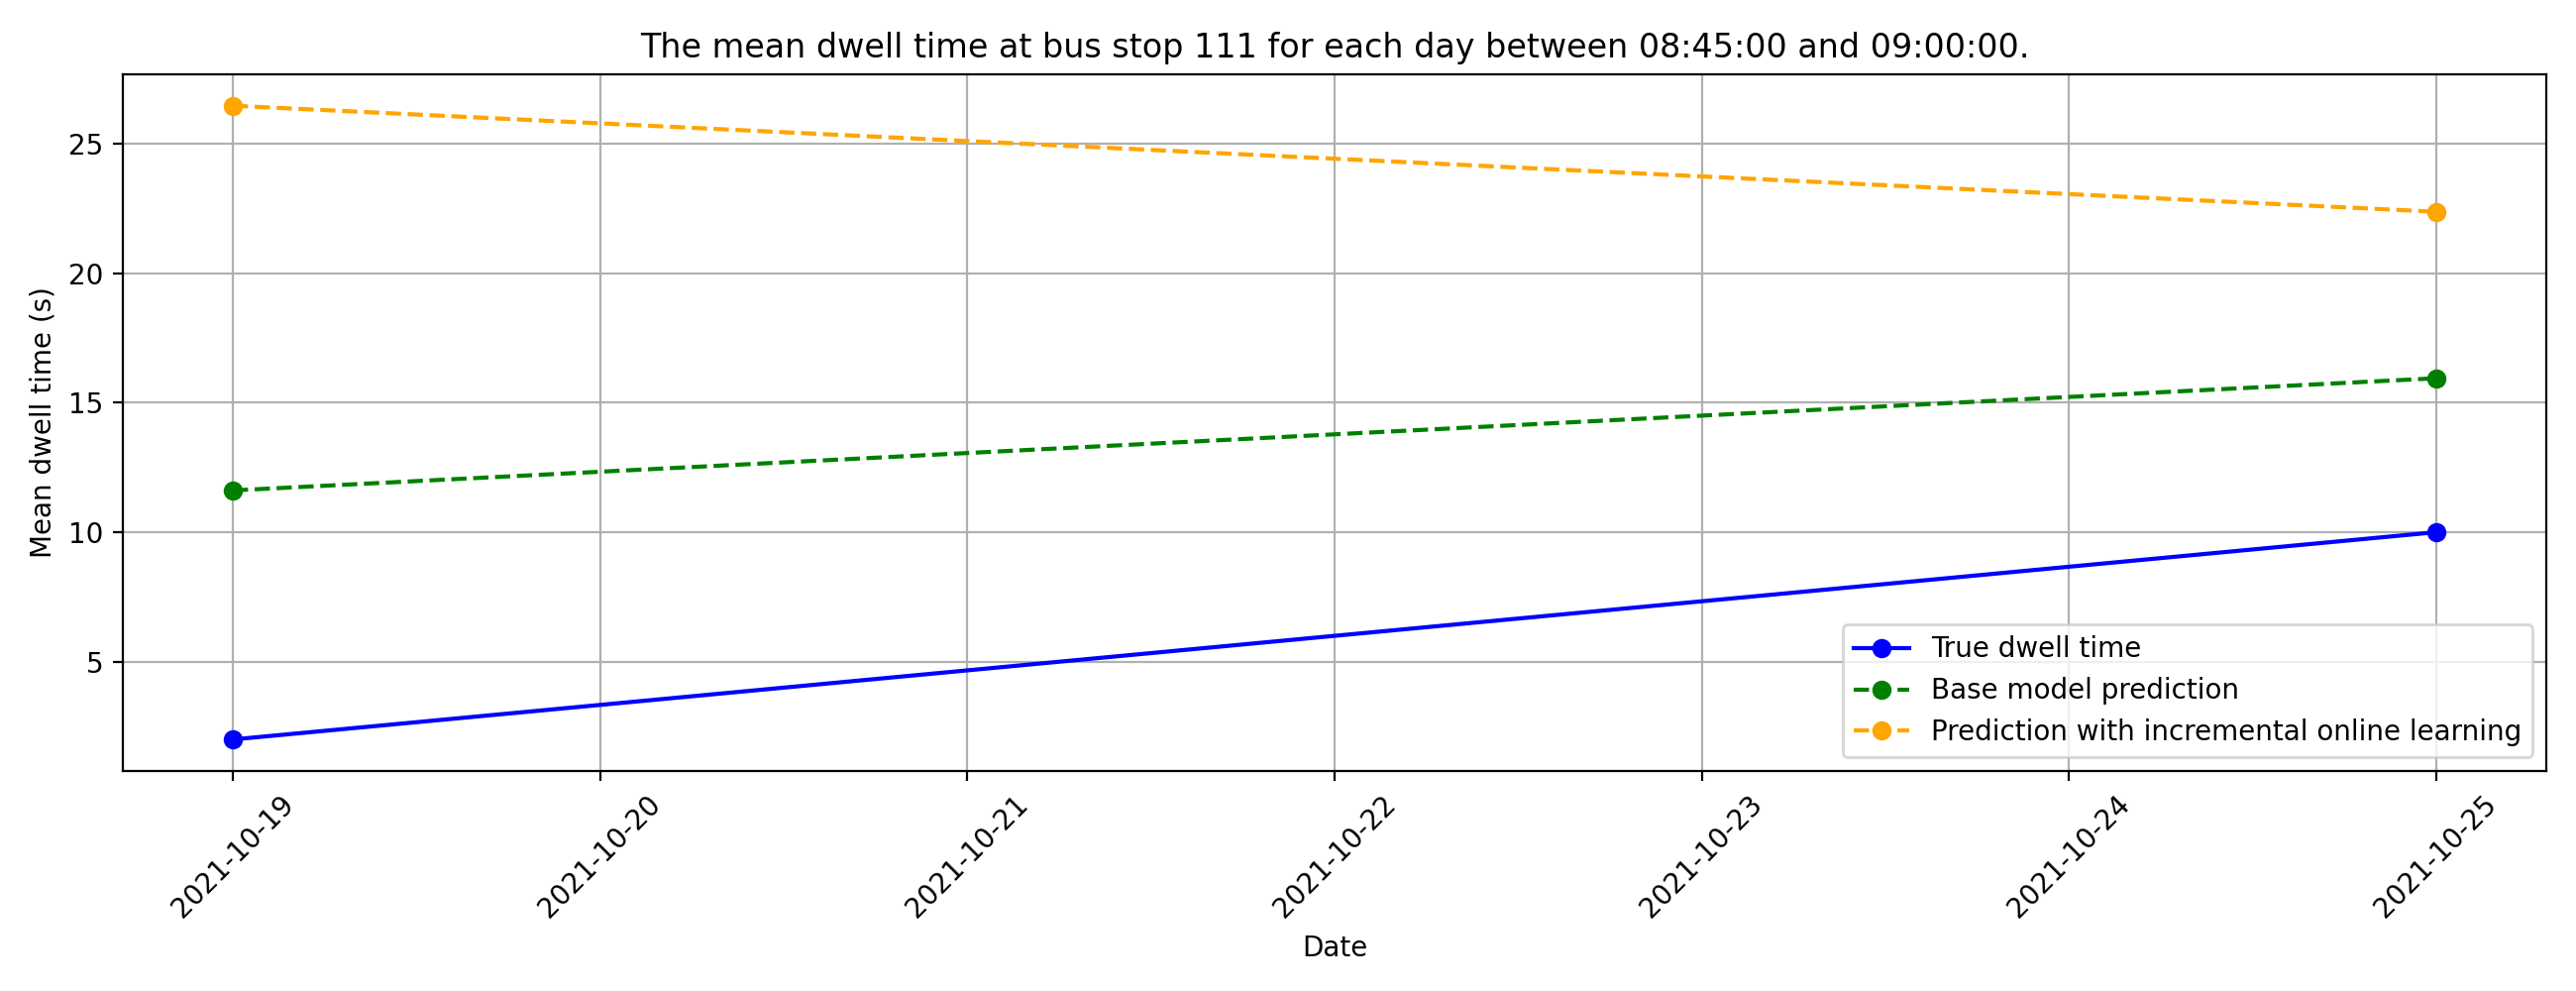 The mean dwell time at bus stop 111 for each day between 08:45:00 and 09:00:00.
Mean dwell time (s)
25
20
15
10
5
True dwell time
Base model prediction
Prediction with incremental online learning
2021-10-19
2021-10-20
2021-10-21
2021-10-22
2021-10-23
2021-10-24
2021-10-25
Date